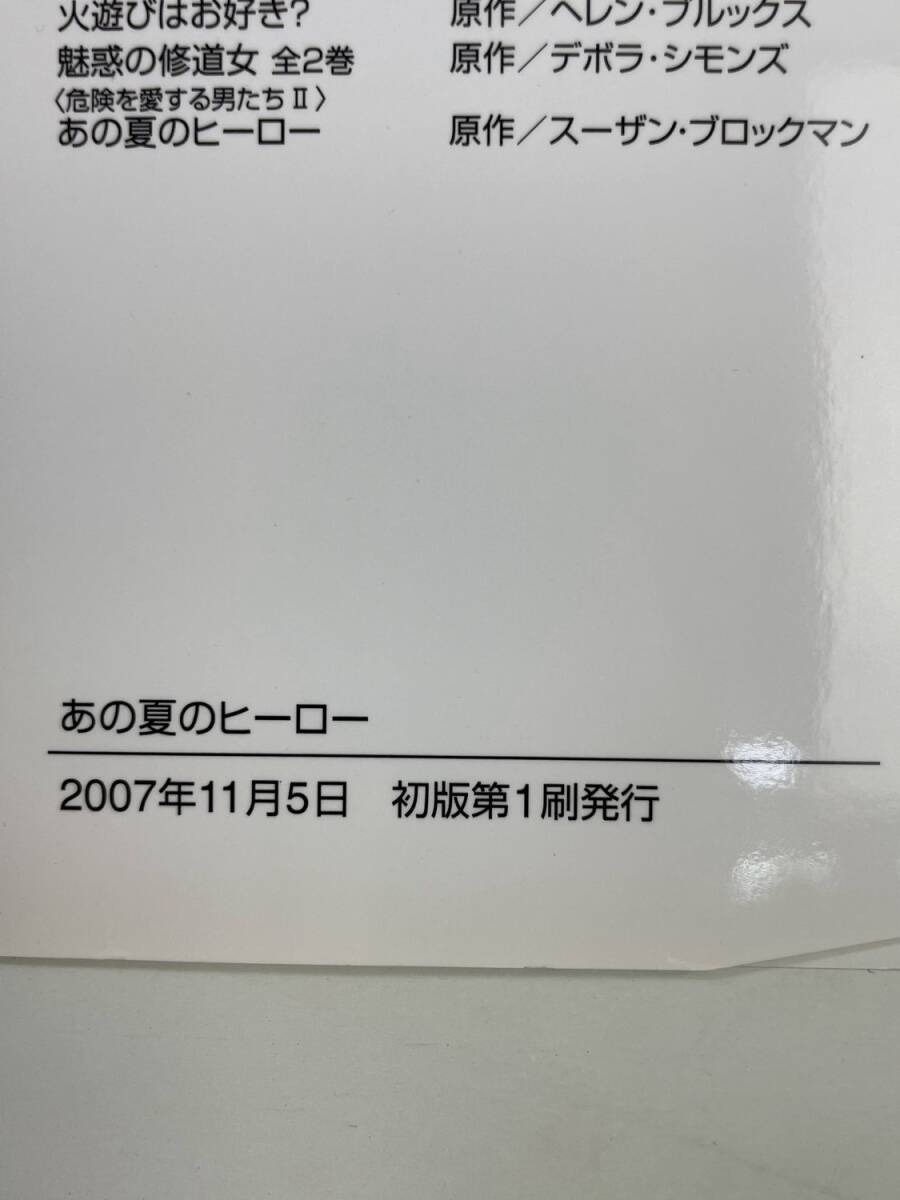 火遊びはお好き? 原作/ヘレン・ブルックス
魅惑の修道女 全2巻 原作/デボラ・シモンズ
〈危険を愛する男たちⅡ〉
あの夏のヒーロー 原作/スーザン・ブロックマン
あの夏のヒーロー
2007年11月5日 初版第1刷発行